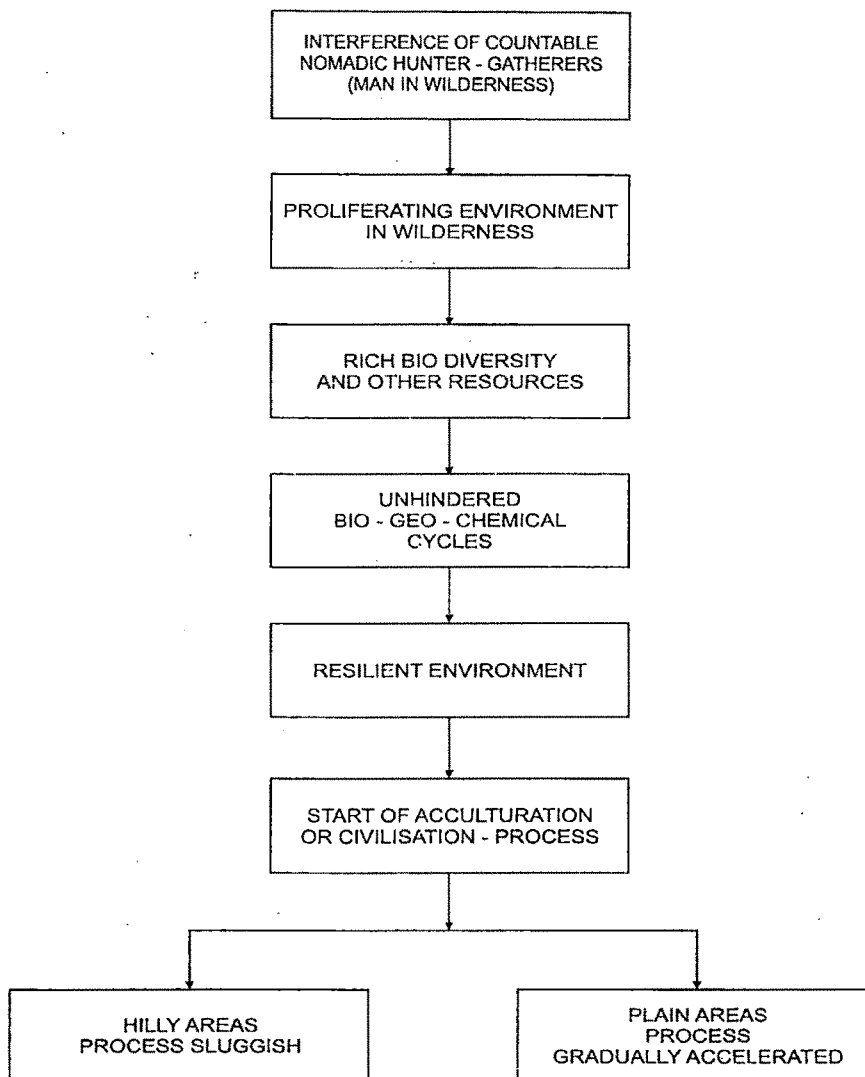 INTERFERENCE OF COUNTABLE
NOMADIC HUNTER - GATHERERS
(MAN IN WILDERNESS)
PROLIFERATING ENVIRONMENT
IN WILDERNESS
RICH BIO DIVERSITY
AND OTHER RESOURCES
UNHINDERED
BIO - GEO - CHEMICAL
CYCLES
RESILIENT ENVIRONMENT
START OF ACCULTURATION
OR CIVILISATION - PROCESS
HILLY AREAS
PROCESS SLUGGISH
PLAIN AREAS
PROCESS
GRADUALLY ACCELERATED